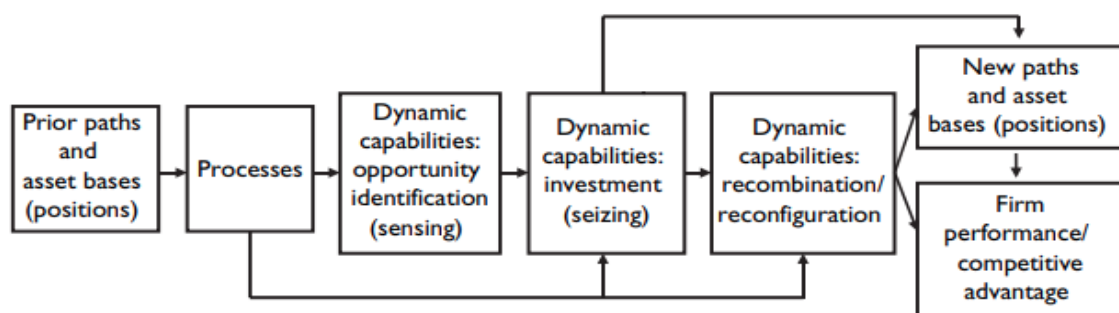 Prior paths
and
asset bases
(positions)
Processes
Dynamic
capabilities:
opportunity
identification
(sensing)
Dynamic
capabilities:
investment
(seizing)
Dynamic
capabilities:
recombination/
reconfiguration
New paths
and asset
bases (positions)
Firm
performance/
competitive
advantage